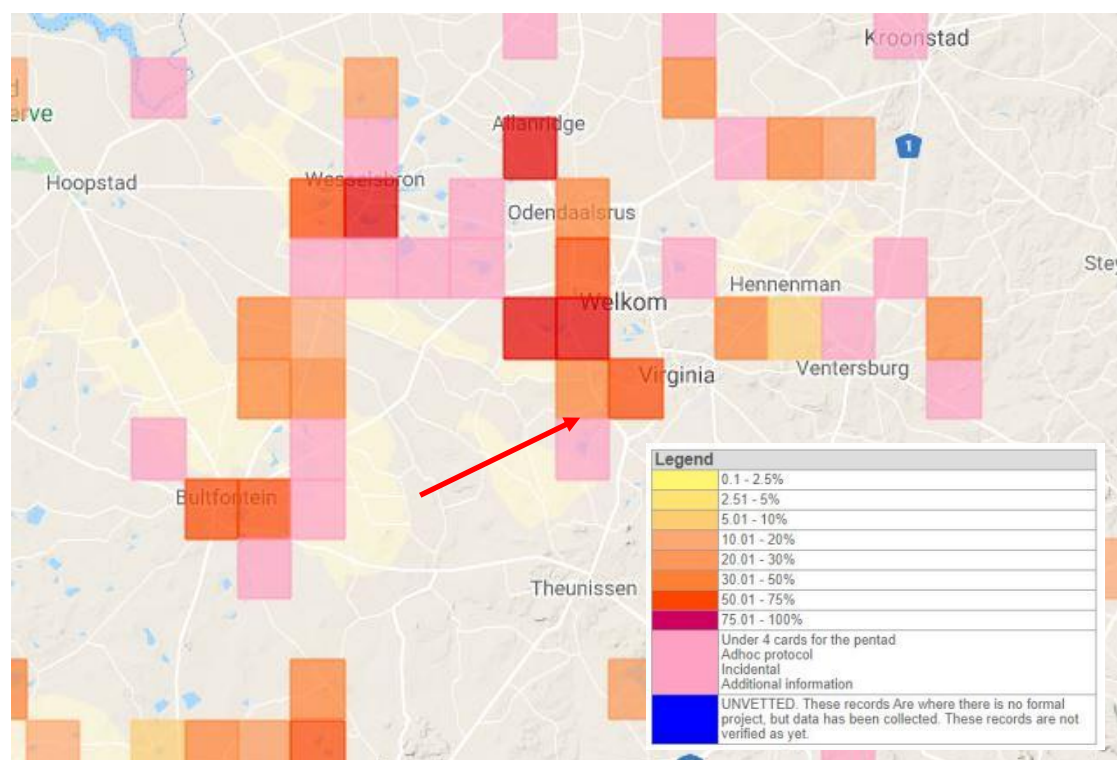 Kroonstad
d
erve
Allanridge
1
Hoopstad
Wesselsbron
Odendaalsrus
Ste
Hennenman
Welkom
Virginia
Ventersburg
Bultfontein
Theunissen
Legend
0.1 - 2.5%
2.51 - 5%
5.01 - 10%
10.01 - 20%
20.01 - 30%
30.01 - 50%
50.01 - 75%
75.01 - 100%
Under 4 cards for the pentad
Adhoc protocol
Incidental
Additional information
UNVETTED. These records Are where there is no formal
project, but data has been collected. These records are not
verified as yet.